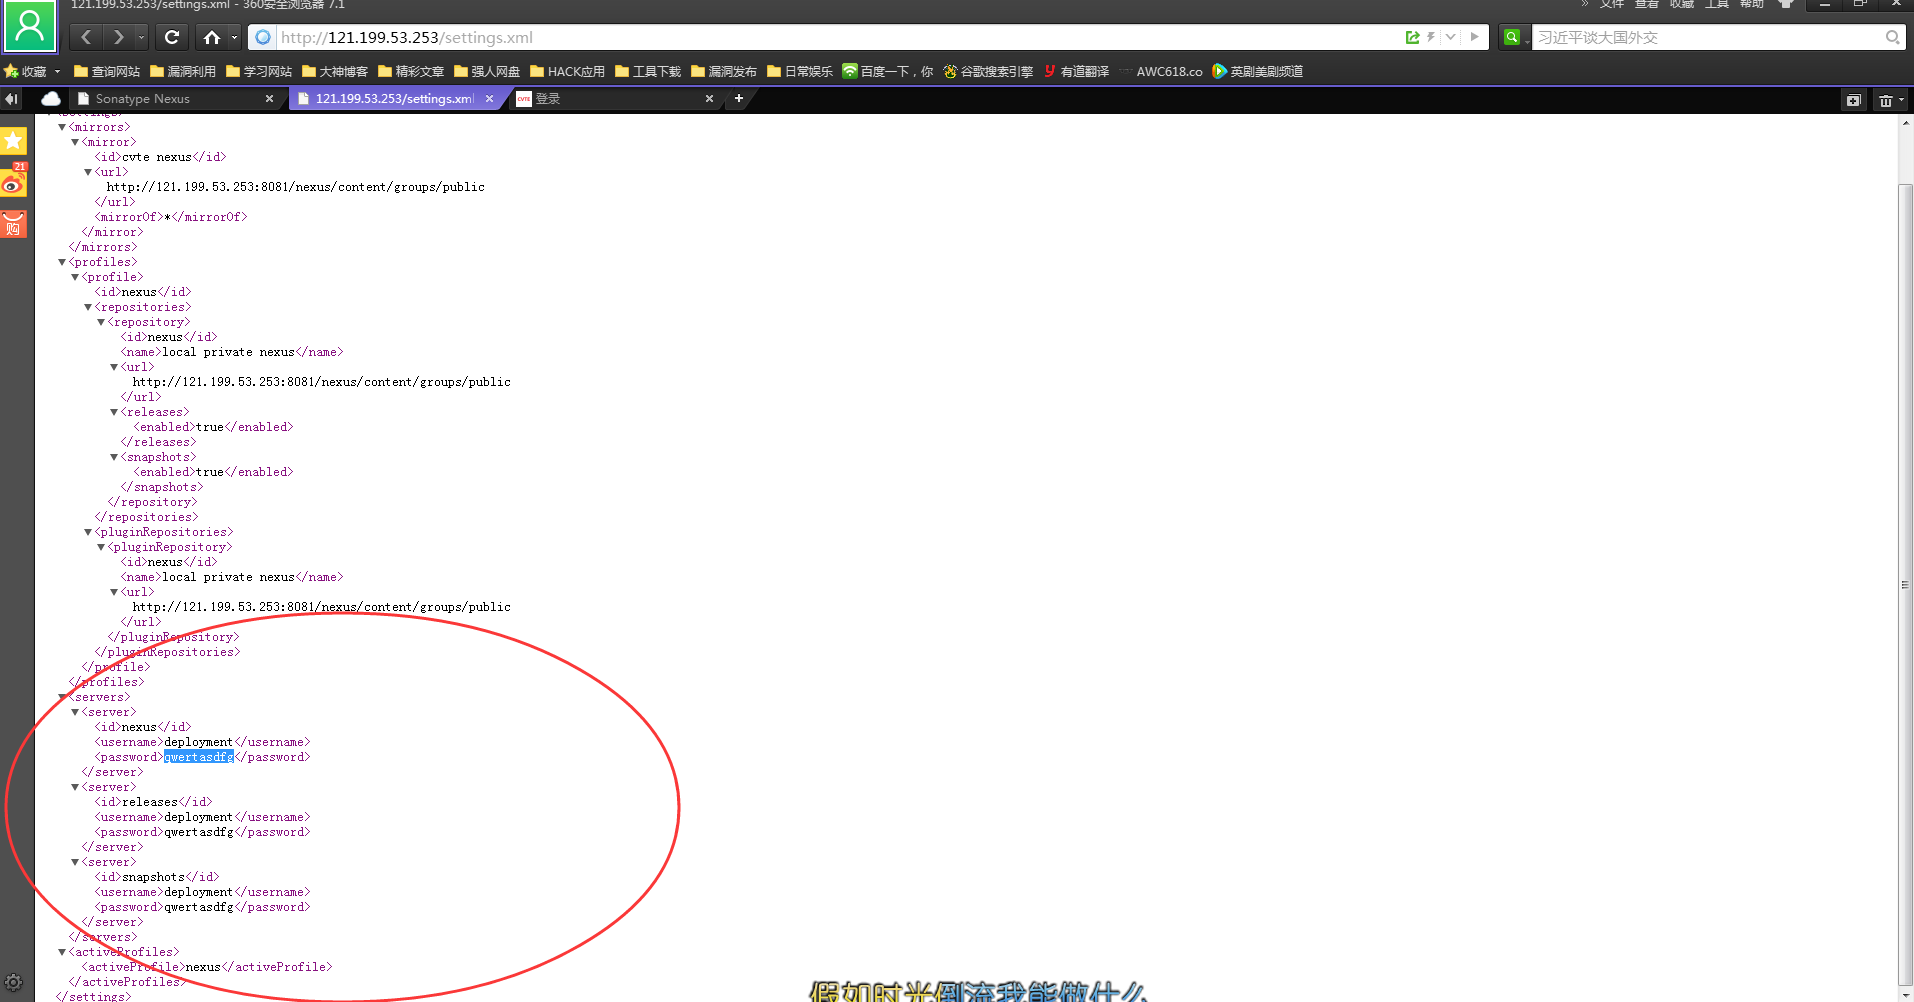 121.199.53.253/settings.xml - 360安全浏览器 7.1
» 文件 查看 收藏 工具 帮助
http://121.199.53.253/settings.xml
习近平谈大国外交
收藏 查询网站 漏洞利用 学习网站 大神博客 精彩文章 强人网盘 HACK应用 工具下载 漏洞发布 日常娱乐 百度一下，你 谷歌搜索引擎 有道翻译 AWC618.co 英剧美剧频道
Sonatype Nexus 121.199.53.253/settings.xml CVTE 登录
21
购
<settings>
<mirrors>
<mirror>
<id>cvte nexus</id>
<url>
http://121.199.53.253:8081/nexus/content/groups/public
</url>
<mirrorOf>*</mirrorOf>
</mirror>
</mirrors>
<profiles>
<profile>
<id>nexus</id>
<repositories>
<repository>
<id>nexus</id>
<name>local private nexus</name>
<url>
http://121.199.53.253:8081/nexus/content/groups/public
</url>
<releases>
<enabled>true</enabled>
</releases>
<snapshots>
<enabled>true</enabled>
</snapshots>
</repository>
</repositories>
<pluginRepositories>
<pluginRepository>
<id>nexus</id>
<name>local private nexus</name>
<url>
http://121.199.53.253:8081/nexus/content/groups/public
</url>
</pluginRepository>
</pluginRepositories>
</profile>
</profiles>
<servers>
<server>
<id>nexus</id>
<username>deployment</username>
<password>qwertasdfg</password>
</server>
<server>
<id>releases</id>
<username>deployment</username>
<password>qwertasdfg</password>
</server>
<server>
<id>snapshots</id>
<username>deployment</username>
<password>qwertasdfg</password>
</server>
</servers>
<activeProfiles>
<activeProfile>nexus</activeProfile>
</activeProfiles>
</settings>
假如时光倒流我能做什么